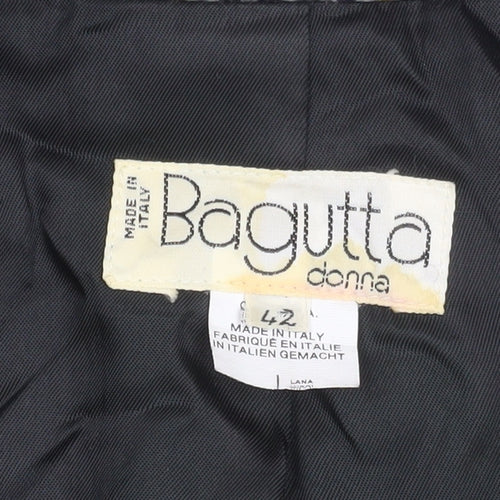 MADE IN
ITALY
Bagutta
donna
42
MADE IN ITALY
FABRIQUÉ EN ITALIE
IN ITALIEN GEMACHT
LANA